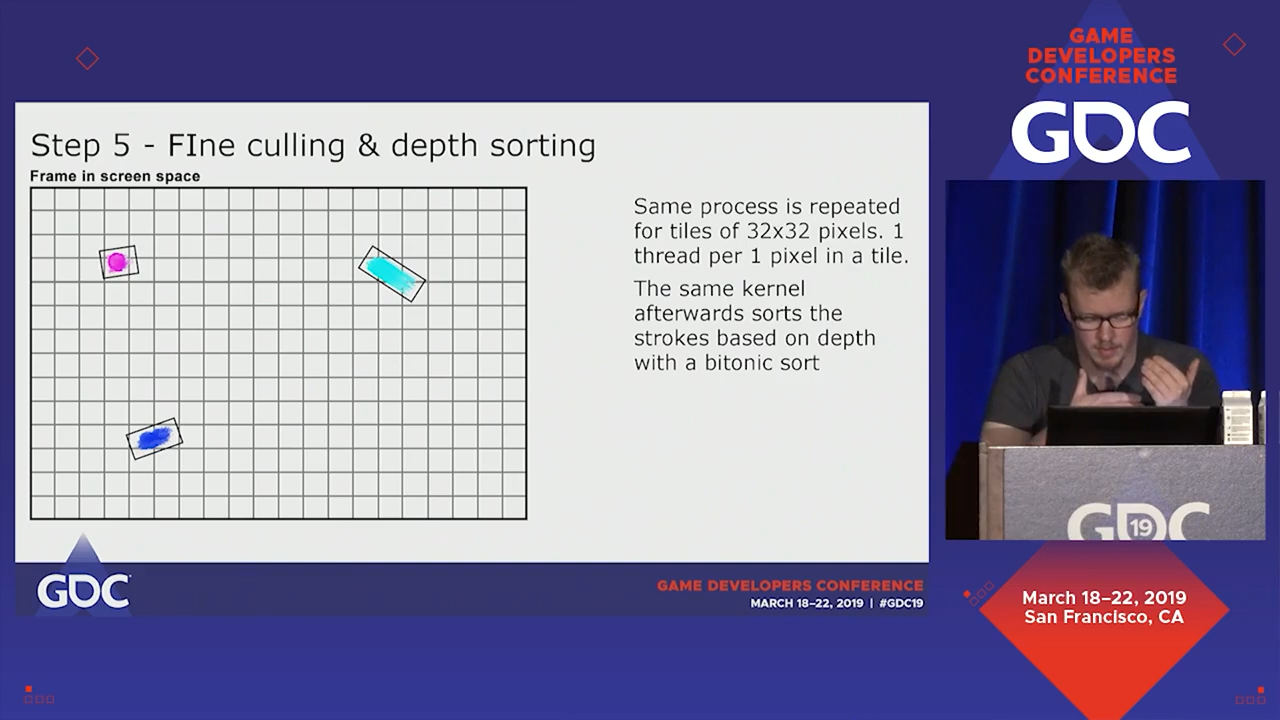 GAME
DEVELOPERS
CONFERENCE
GDC
Step 5 - FIne culling & depth sorting
Frame in screen space
Same process is repeated
for tiles of 32x32 pixels. 1
thread per 1 pixel in a tile.
The same kernel
afterwards sorts the
strokes based on depth
with a bitonic sort
GDC
GAME DEVELOPERS CONFERENCE
MARCH 18–22, 2019 | #GDC19
GDC
19
March 18–22, 2019
San Francisco, CA